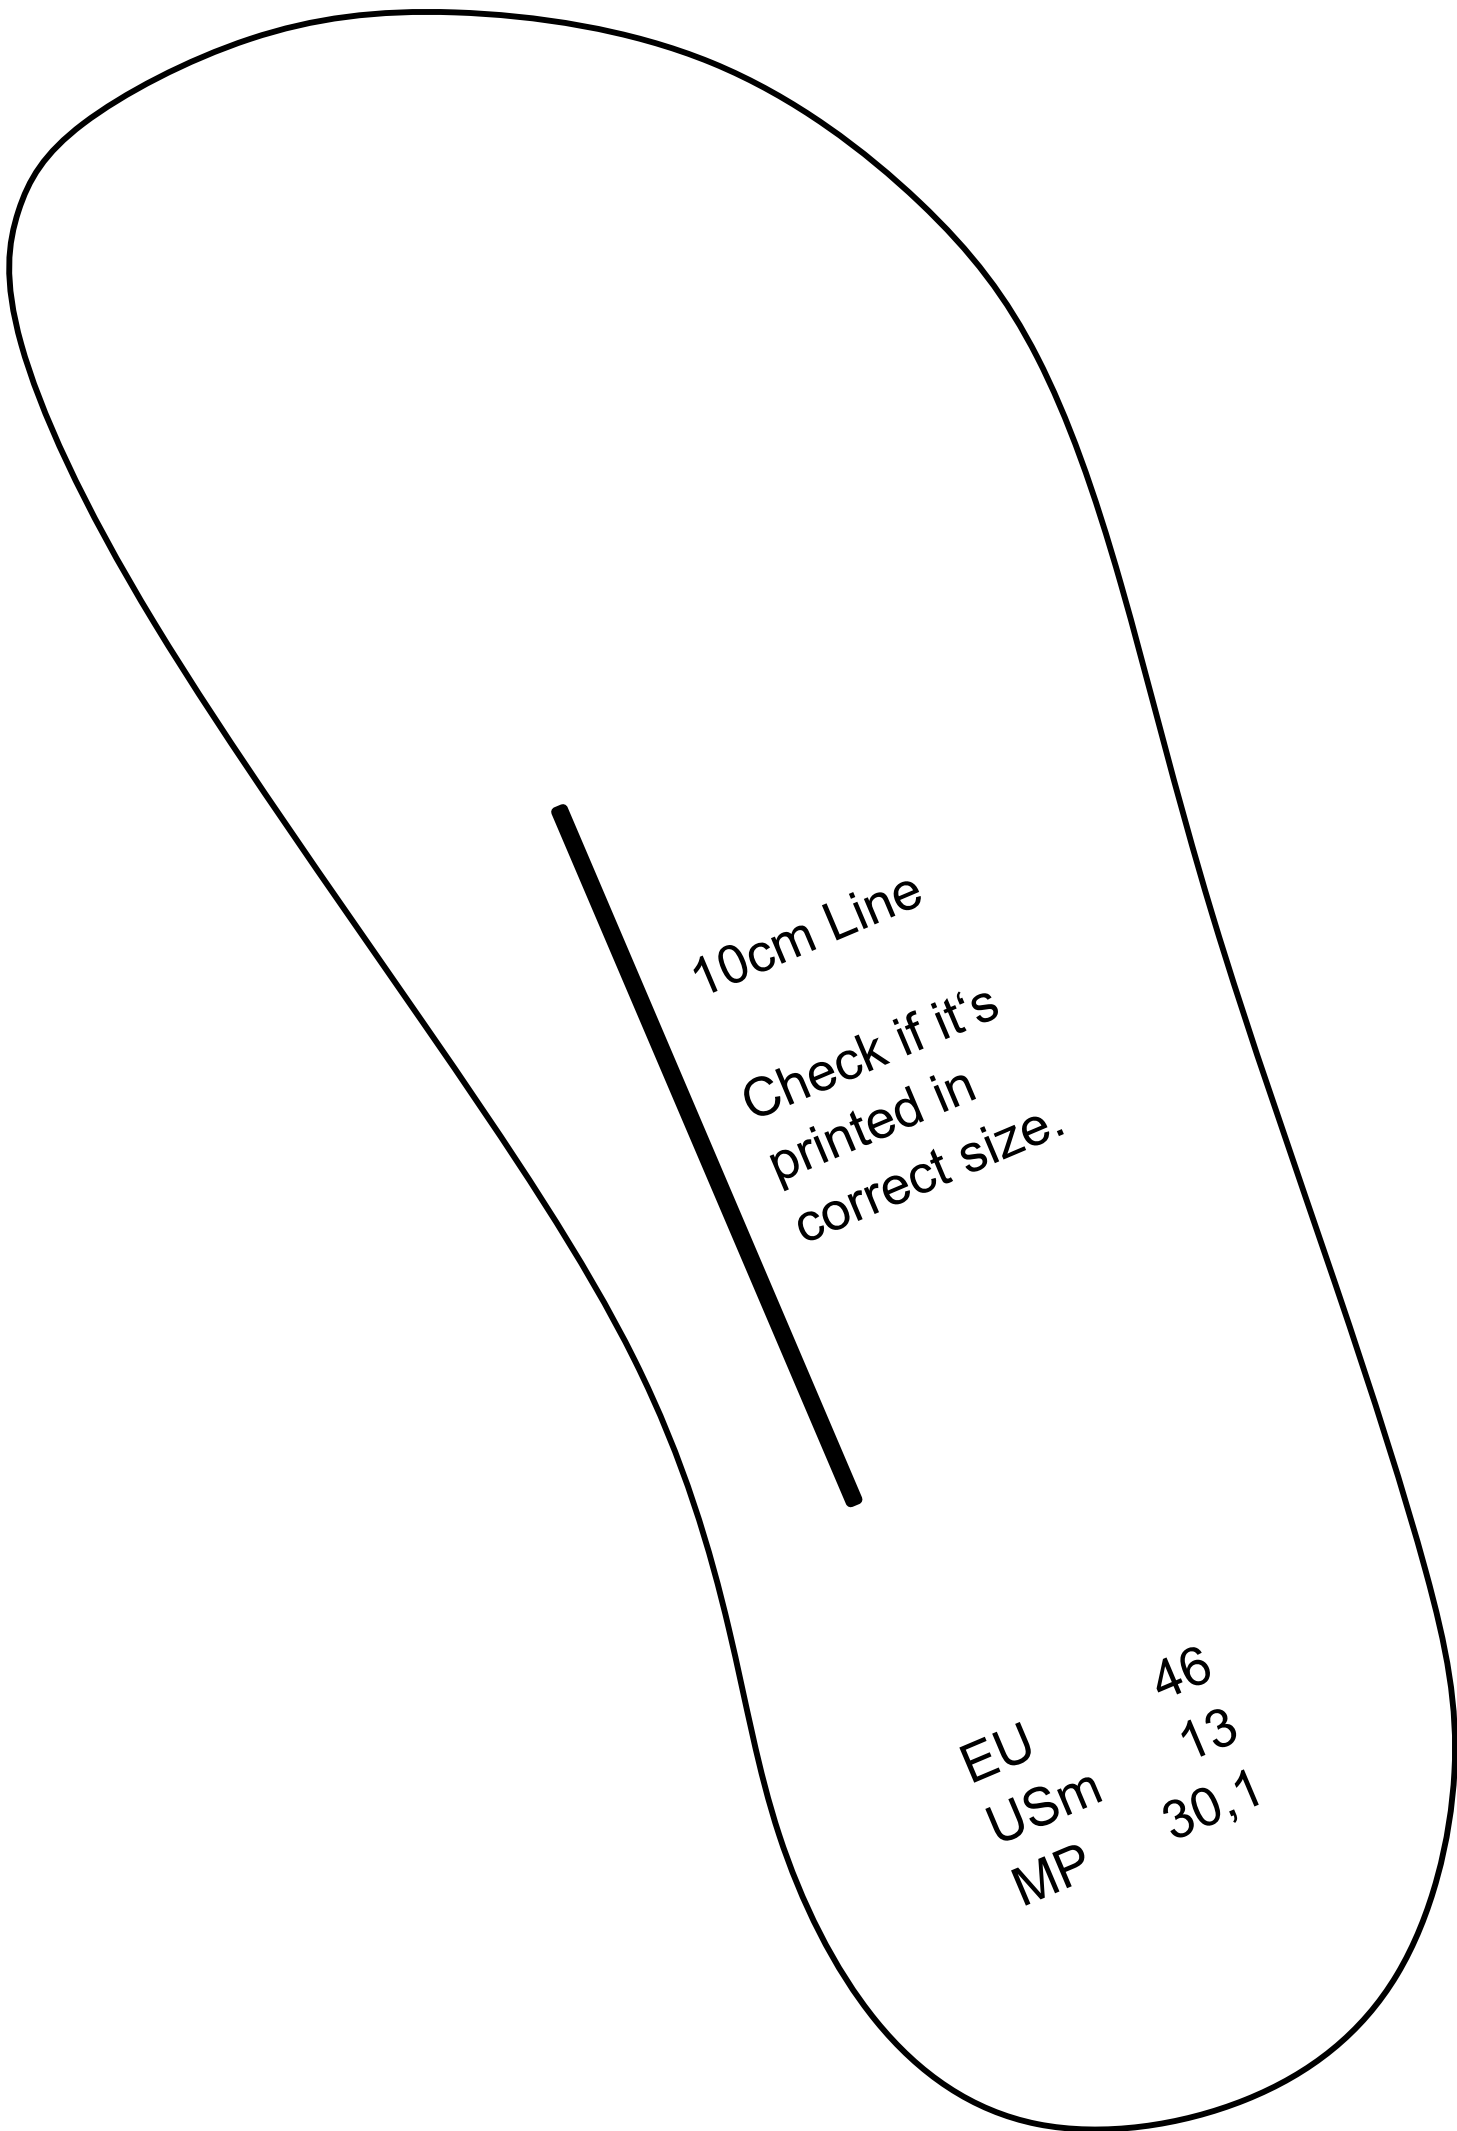 10cm Line
Check if it‘s
printed in
correct size.
EU 46
USm 13
MP 30,1